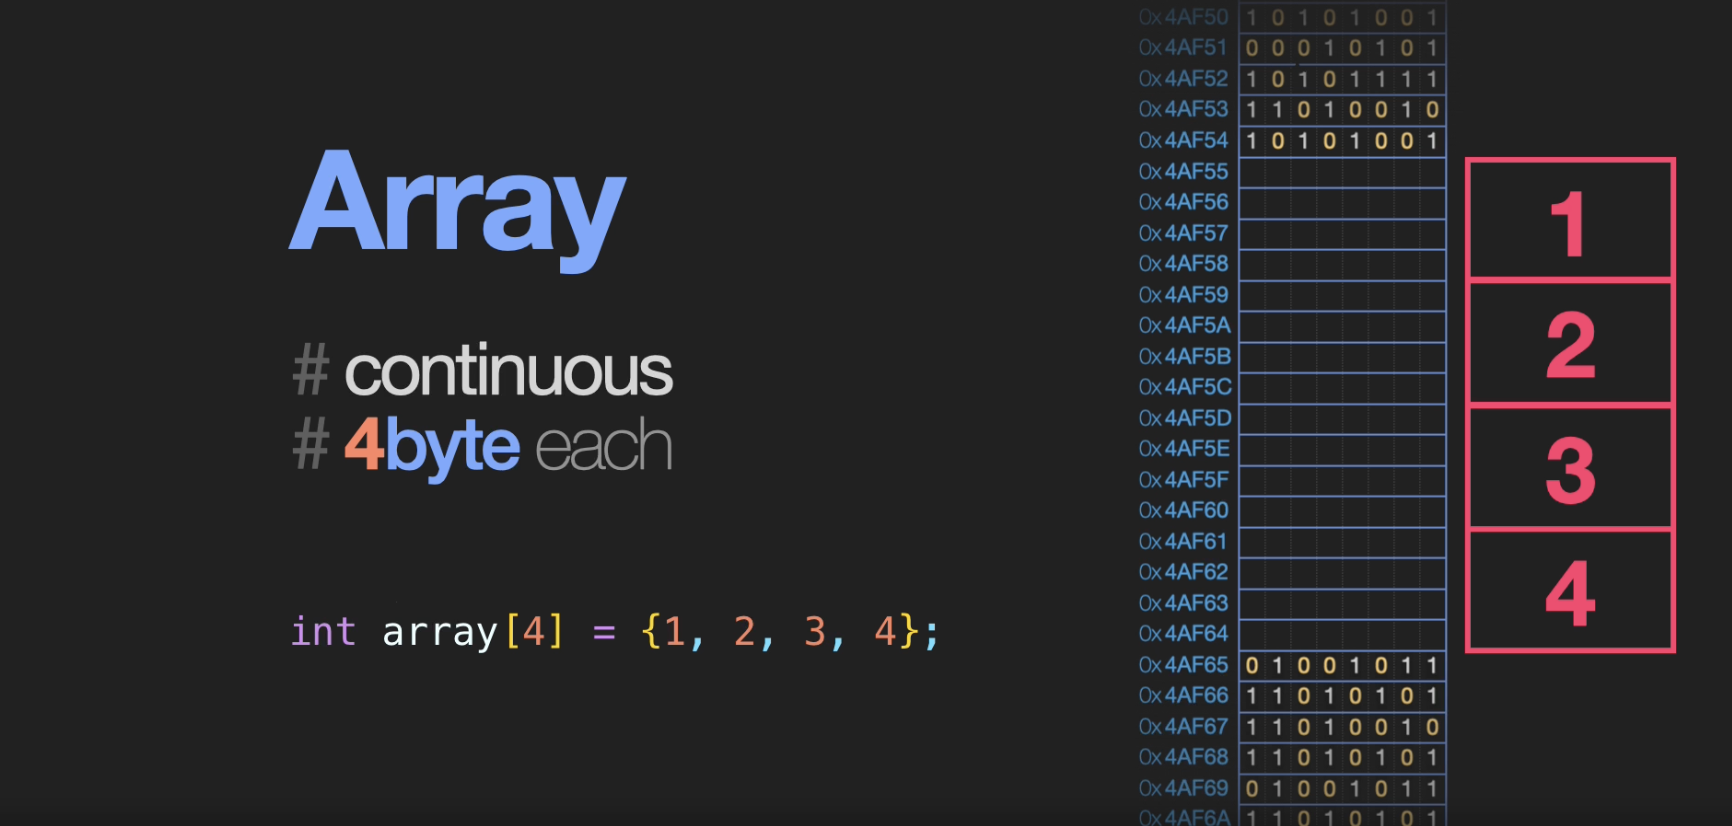 Array
# continuous
# 4byte each
int array[4] = {1, 2, 3, 4};
0x4AF50 1 0 1 0 1 0 0 1
0x4AF51 0 0 0 1 0 1 0 1
0x4AF52 1 0 1 0 1 1 1 1
0x4AF53 1 1 0 1 0 0 1 0
0x4AF54 1 0 1 0 1 0 0 1
0x4AF55
0x4AF56
0x4AF57
0x4AF58
0x4AF59
0x4AF5A
0x4AF5B
0x4AF5C
0x4AF5D
0x4AF5E
0x4AF5F
0x4AF60
0x4AF61
0x4AF62
0x4AF63
0x4AF64
0x4AF65 0 1 0 0 1 0 1 1
0x4AF66 1 1 0 1 0 1 0 1
0x4AF67 1 1 0 1 0 0 1 0
0x4AF68 1 1 0 1 0 1 0 1
0x4AF69 0 1 0 0 1 0 1 1
0x4AF6A 1 1 0 1 0 1 0 1
1
2
3
4